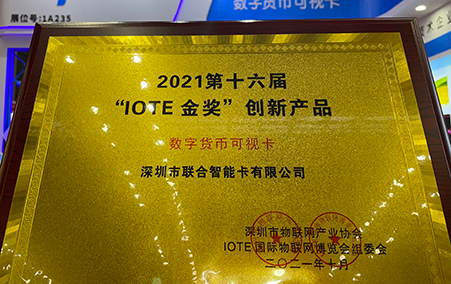 展位号:1A235
数字货币可视卡
2021第十六届
“IOTE 金奖”创新产品
数字货币可视卡
深圳市联合智能卡有限公司
深圳市物联网产业协会
IOTE 国际物联网博览会组委会
二〇二一年十月